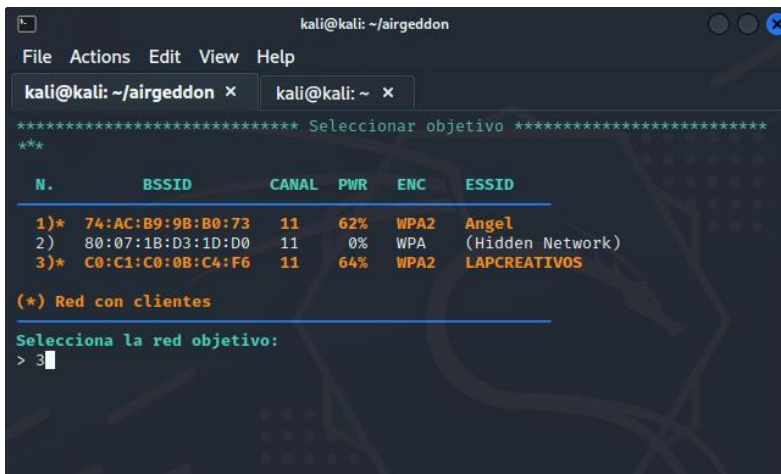 kali@kali: ~/airgeddon
File Actions Edit View Help
kali@kali: ~/airgeddon × kali@kali: ~ ×
***************************** Seleccionar objetivo **************************
***
N. BSSID CANAL PWR ENC ESSID
1)* 74:AC:B9:9B:B0:73 11 62% WPA2 Angel
2) 80:07:1B:D3:1D:D0 11 0% WPA (Hidden Network)
3)* C0:C1:C0:0B:C4:F6 11 64% WPA2 LAPCREATIVOS
(*) Red con clientes
Selecciona la red objetivo:
> 3